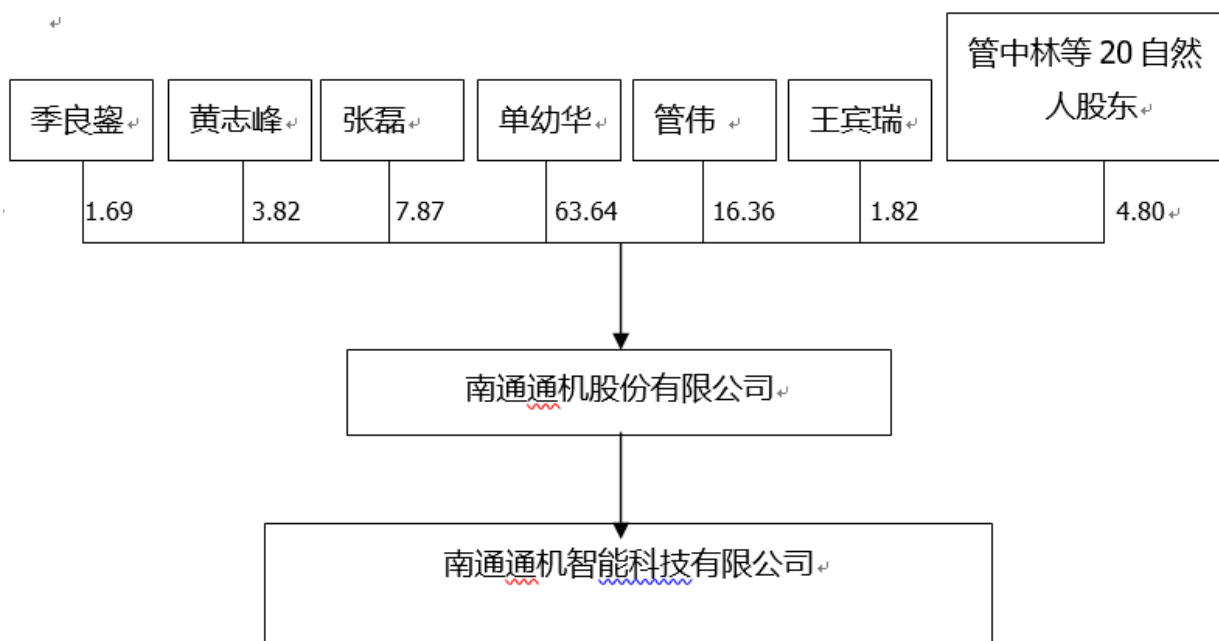 管中林等 20 自然
人股东
季良鋆
黄志峰
张磊
单幼华
管伟
王宾瑞
1.69
3.82
7.87
63.64
16.36
1.82
4.80
南通通机股份有限公司
南通通机智能科技有限公司